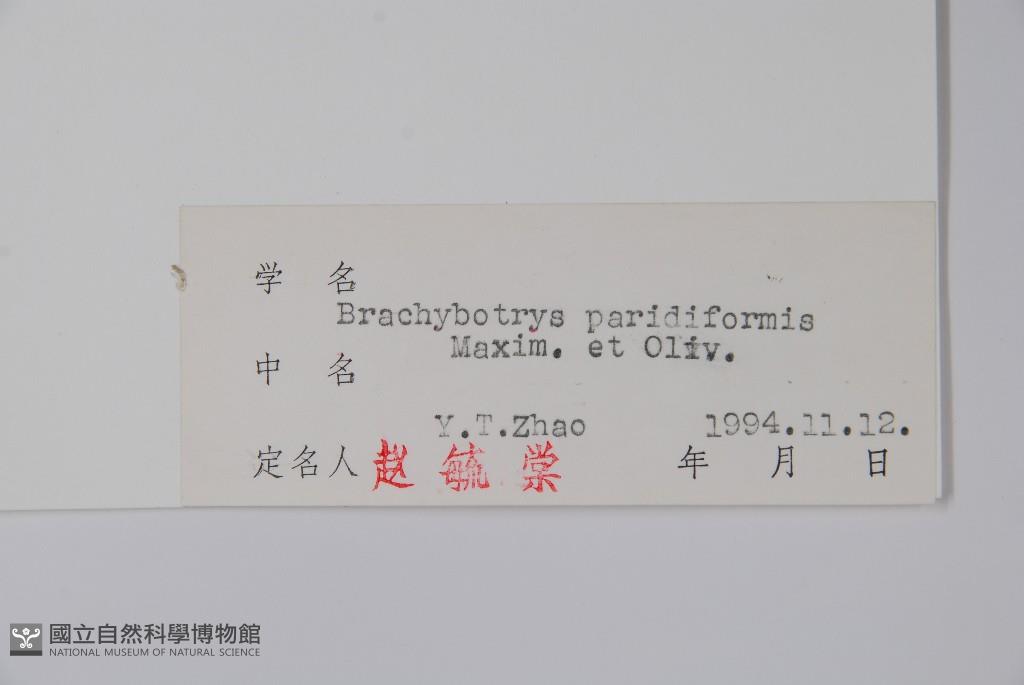 学 名
Brachybotrys paridiformis
Maxim. et Oliv.
中 名
Y.T.Zhao 1994.11.12.
定名人 赵毓棠 年 月 日
國立自然科學博物館
NATIONAL MUSEUM OF NATURAL SCIENCE